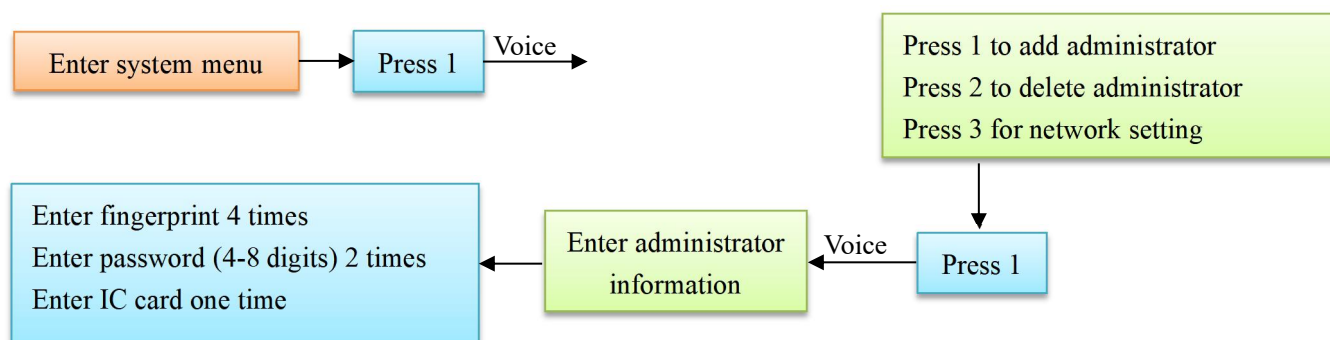 Enter system menu
Press 1
Voice
Press 1 to add administrator
Press 2 to delete administrator
Press 3 for network setting
Press 1
Voice
Enter administrator
information
Enter fingerprint 4 times
Enter password (4-8 digits) 2 times
Enter IC card one time